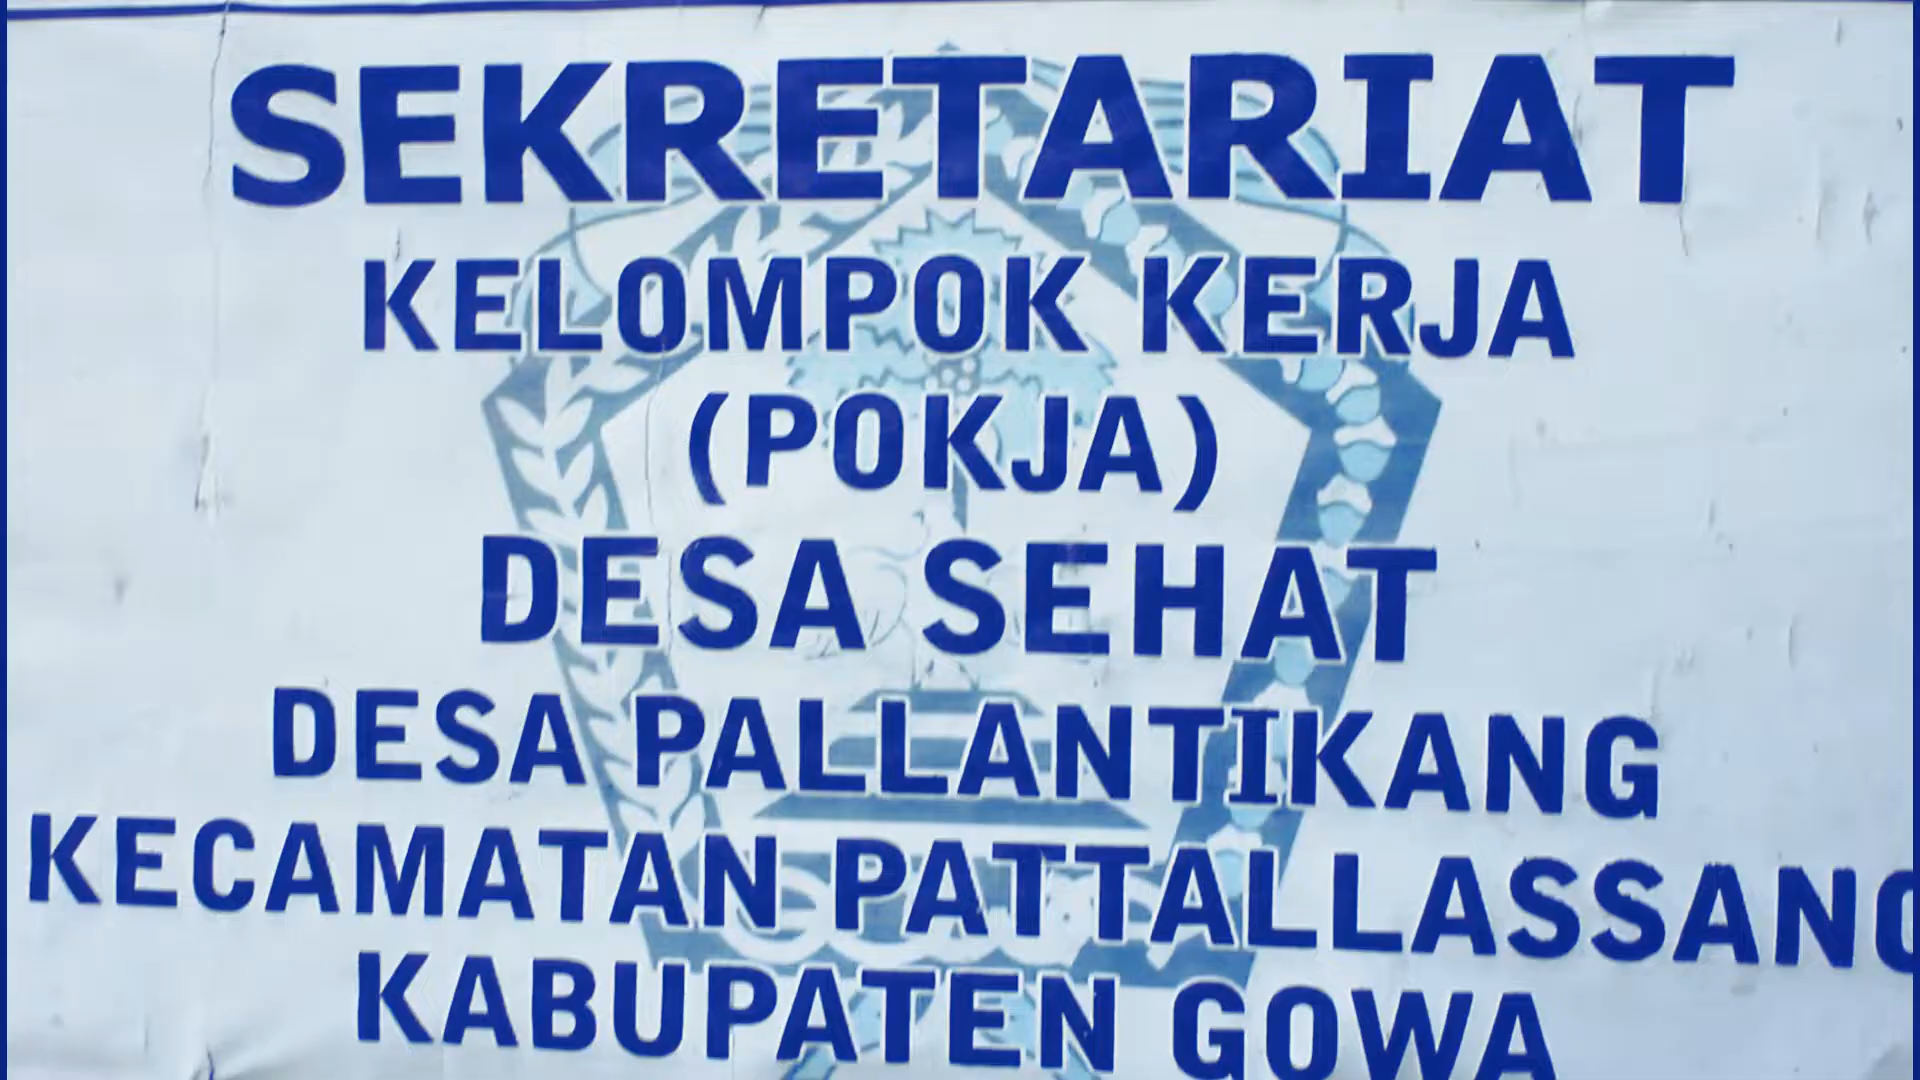 SEKRETARIAT
KELOMPOK KERJA
(POKJA)
DESA SEHAT
DESA PALLANTIKANG
KECAMATAN PATTALLASSANG
KABUPATEN GOWA